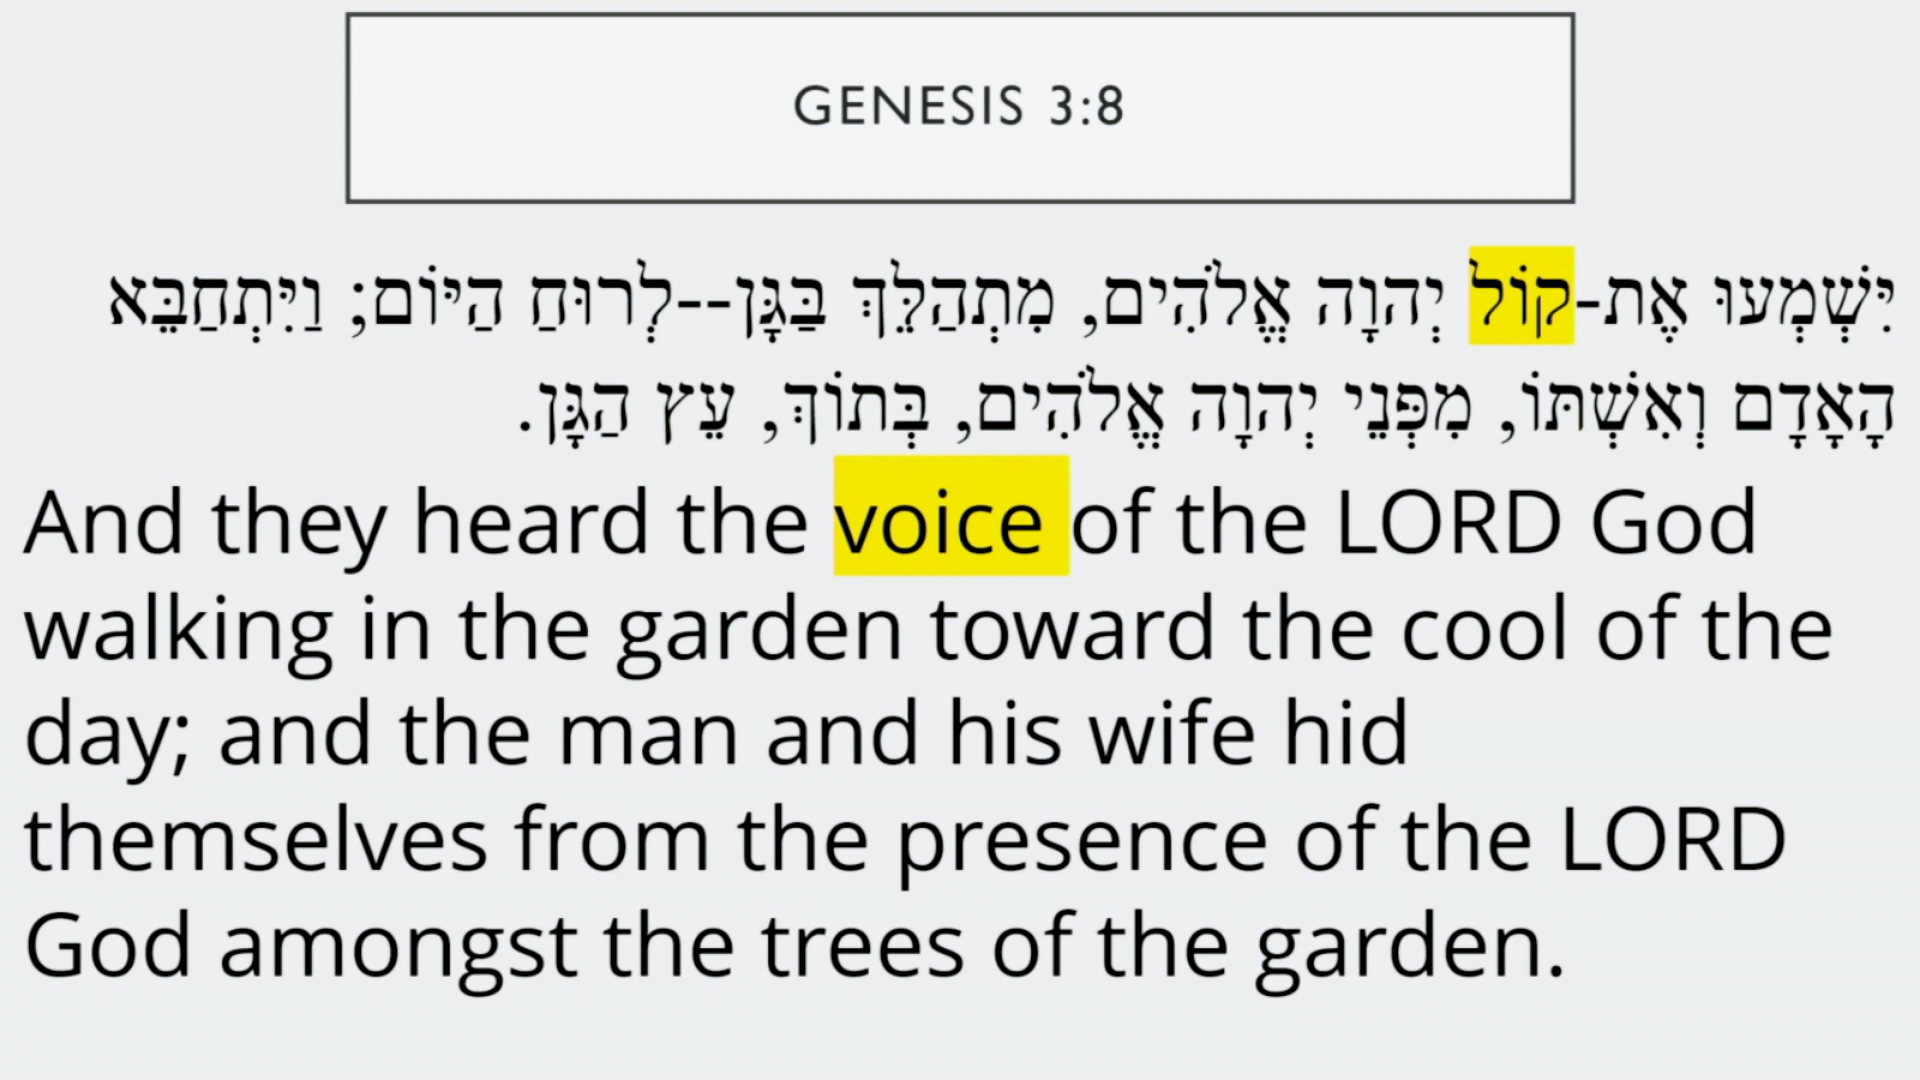 GENESIS 3:8
יִּשְׁמְעוּ אֶת-קוֹל יְהוָה אֱלֹהִים, מִתְהַלֵּךְ בַּגָּן--לְרוּחַ הַיּוֹם; וַיִּתְחַבֵּא
הָאָדָם וְאִשְׁתּוֹ, מִפְּנֵי יְהוָה אֱלֹהִים, בְּתוֹךְ, עֵץ הַגָּן.
And they heard the voice of the LORD God
walking in the garden toward the cool of the
day; and the man and his wife hid
themselves from the presence of the LORD
God amongst the trees of the garden.